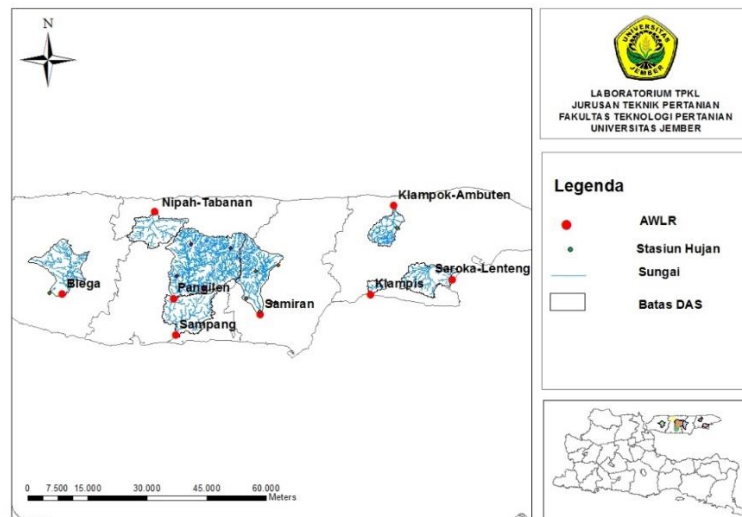 N
UNIVERSITAS
JEMBER
LABORATORIUM TPKL
JURUSAN TEKNIK PERTANIAN
FAKULTAS TEKNOLOGI PERTANIAN
UNIVERSITAS JEMBER
Nipah-Tabanan
Klampok-Ambuten
Blega
Pangilen
Samiran
Sampang
Klampis
Saroka-Lenteng
Legenda
AWLR
Stasiun Hujan
Sungai
Batas DAS
0 7.500 15.000 30.000 45.000 60.000
Meters